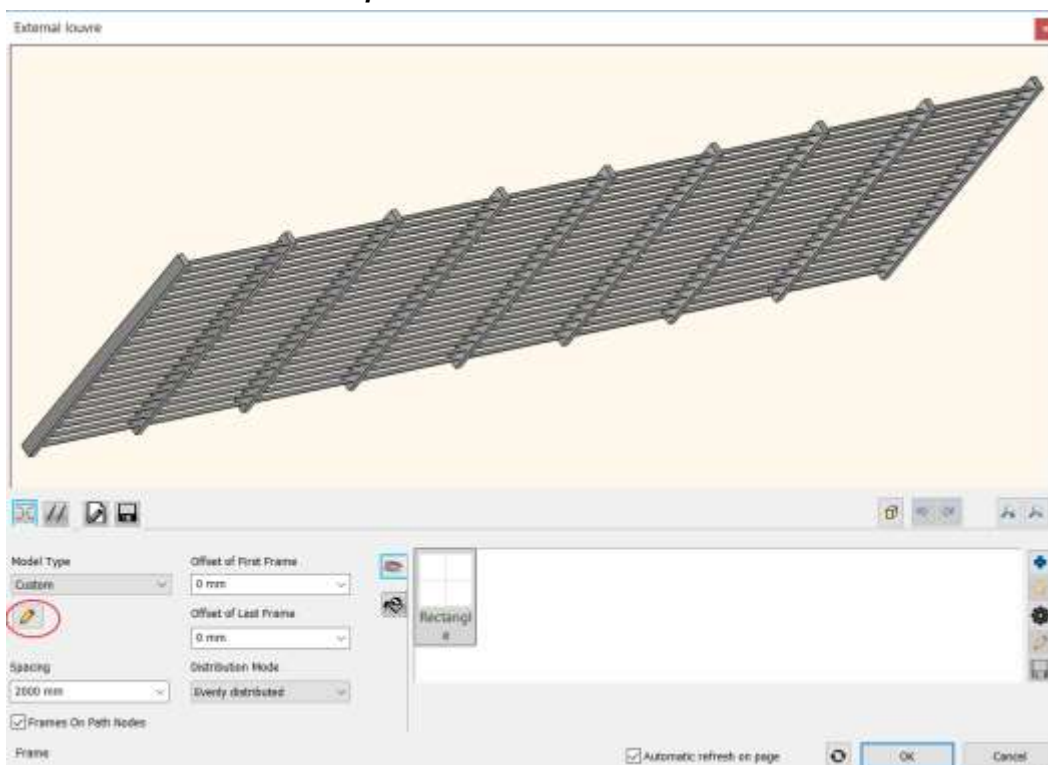 External louvre
Model Type
Offset of First Frame
Custom
0 mm
Offset of Last Frame
0 mm
Rectangl
e
Spacing
Distribution Mode
2000 mm
Evenly distributed
Frames On Path Nodes
Frame
Automatic refresh on page
OK
Cancel